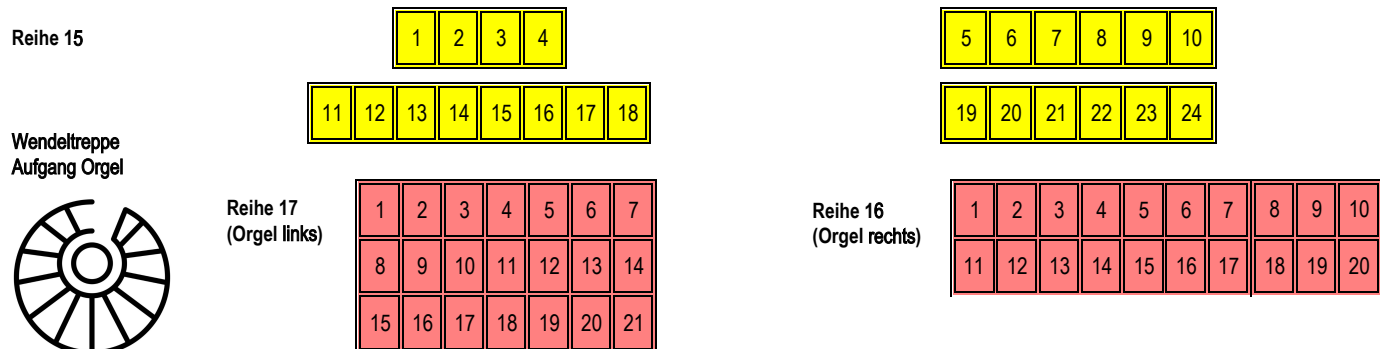 Reihe 15
1 2 3 4
5 6 7 8 9 10
11 12 13 14 15 16 17 18
19 20 21 22 23 24
Wendeltreppe
Aufgang Orgel
Reihe 17
(Orgel links)
1 2 3 4 5 6 7
8 9 10 11 12 13 14
15 16 17 18 19 20 21
Reihe 16
(Orgel rechts)
1 2 3 4 5 6 7 8 9 10
11 12 13 14 15 16 17 18 19 20